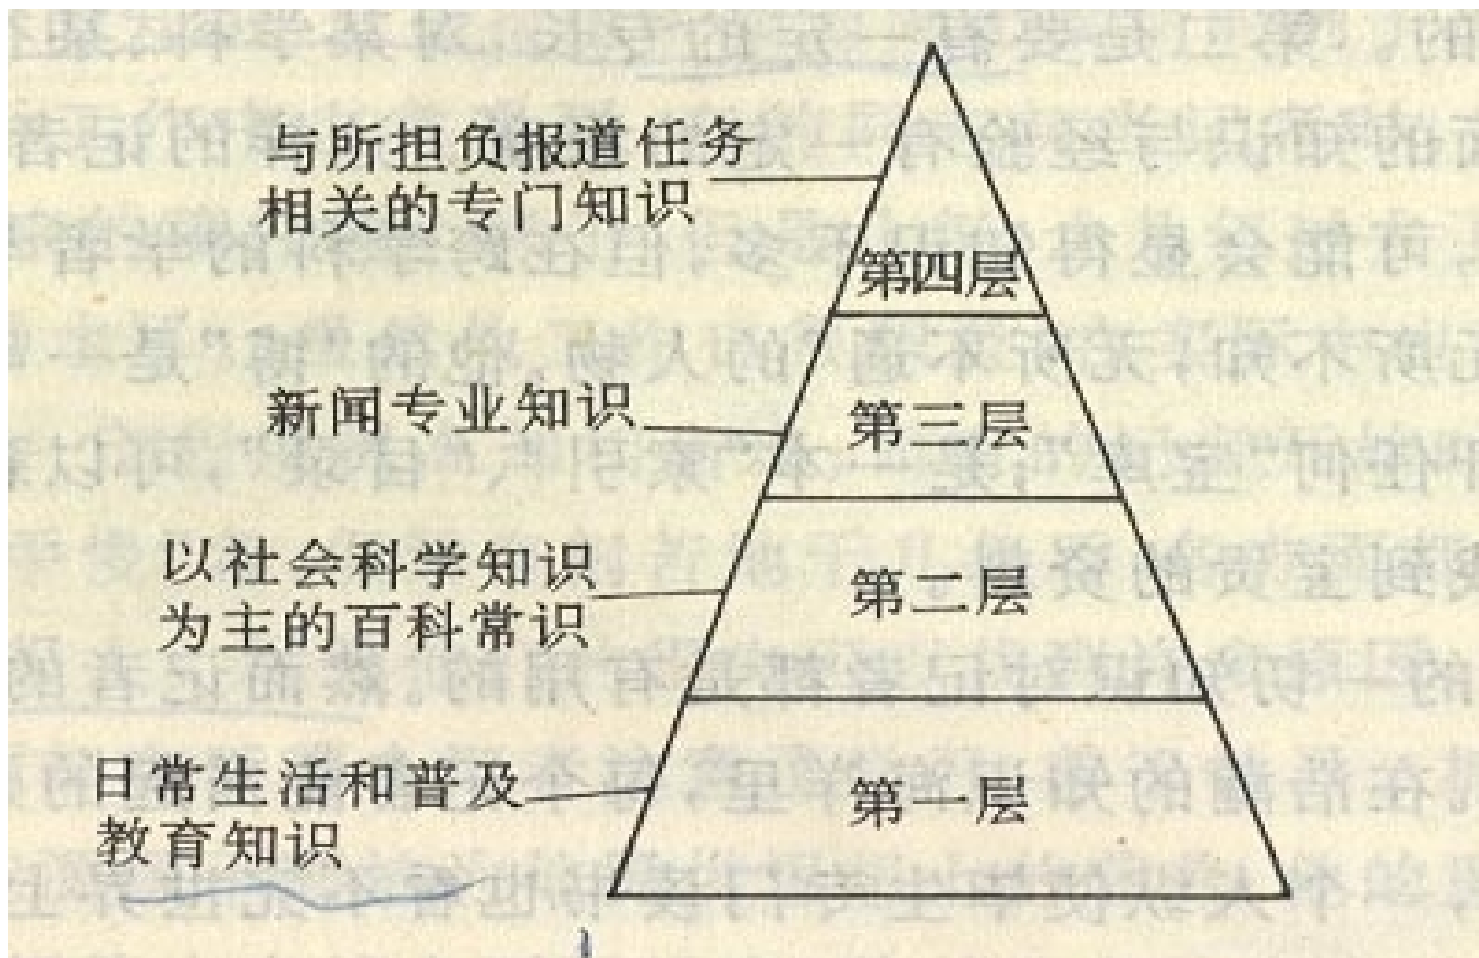 与所担负报道任务
相关的专门知识
第四层
新闻专业知识
第三层
以社会科学知识
为主的百科常识
第二层
日常生活和普及
教育知识
第一层